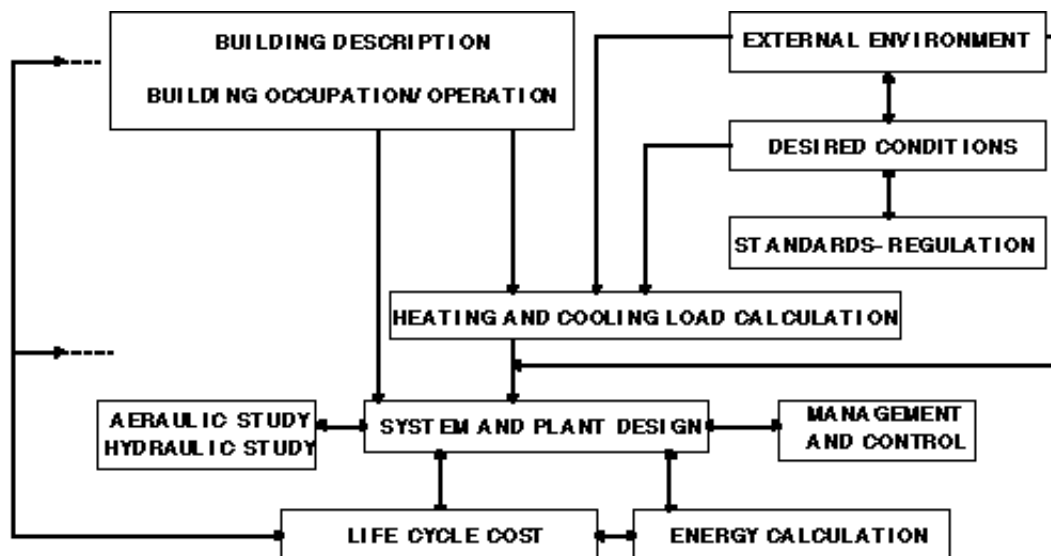 BUILDING DESCRIPTION
BUILDING OCCUPATION/OPERATION
EXTERNAL ENVIRONMENT
DESIRED CONDITIONS
STANDARDS-REGULATION
HEATING AND COOLING LOAD CALCULATION
AERAULIC STUDY
HYDRAULIC STUDY
SYSTEM AND PLANT DESIGN
MANAGEMENT
AND CONTROL
LIFE CYCLE COST
ENERGY CALCULATION